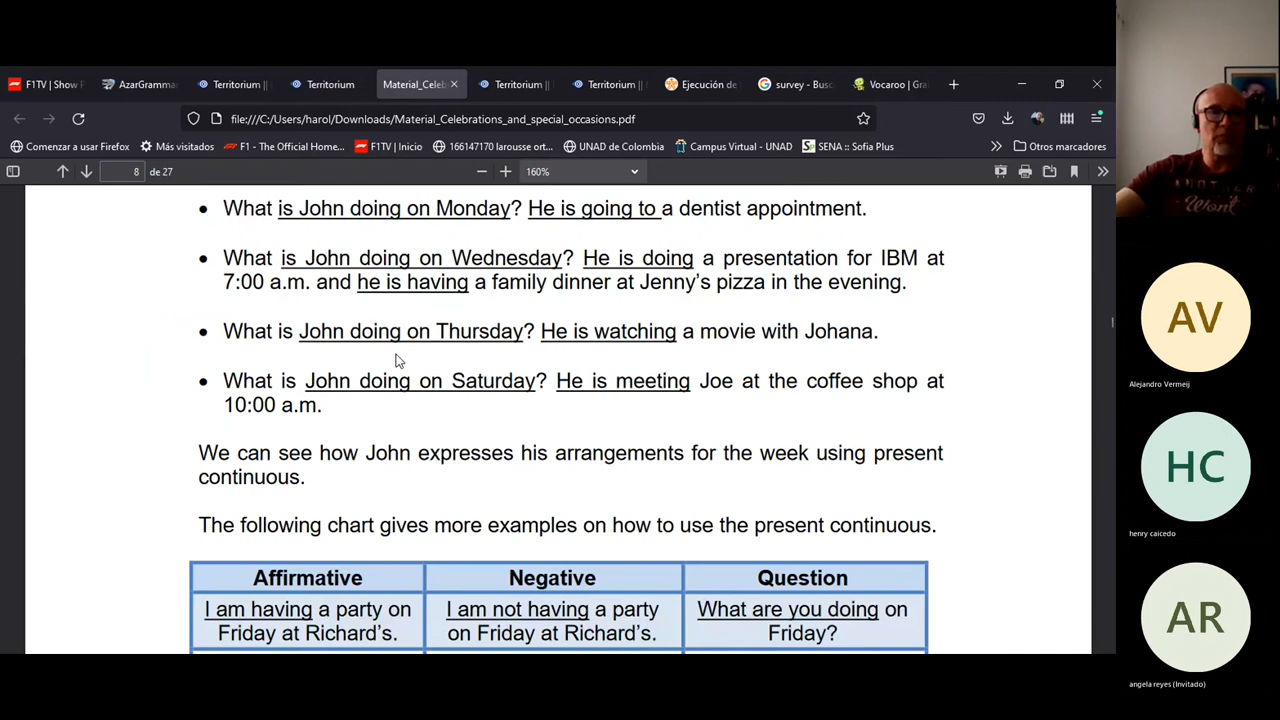 F1TV | Show P
AzarGramma
Territorium ||
Territorium
Material_Celeb
Territorium ||
Territorium || 
Ejecución de
survey - Busc
Vocaroo | Gra
file:///C:/Users/harol/Downloads/Material_Celebrations_and_special_occasions.pdf
Comenzar a usar Firefox
Más visitados
F1 - The Official Home...
F1TV | Inicio
166147170 larousse ort...
UNAD de Colombia
Campus Virtual - UNAD
SENA :: Sofia Plus
Otros marcadores
8 de 27
160%
• What is John doing on Monday? He is going to a dentist appointment.
• What is John doing on Wednesday? He is doing a presentation for IBM at
7:00 a.m. and he is having a family dinner at Jenny’s pizza in the evening.
• What is John doing on Thursday? He is watching a movie with Johana.
• What is John doing on Saturday? He is meeting Joe at the coffee shop at
10:00 a.m.
We can see how John expresses his arrangements for the week using present
continuous.
The following chart gives more examples on how to use the present continuous.
Affirmative
Negative
Question
I am having a party on
Friday at Richard’s.
I am not having a party
on Friday at Richard’s.
What are you doing on
Friday?
ANOTHER
Won't
AV
Alejandro Vermeij
HC
henry caicedo
AR
angela reyes (Invitado)